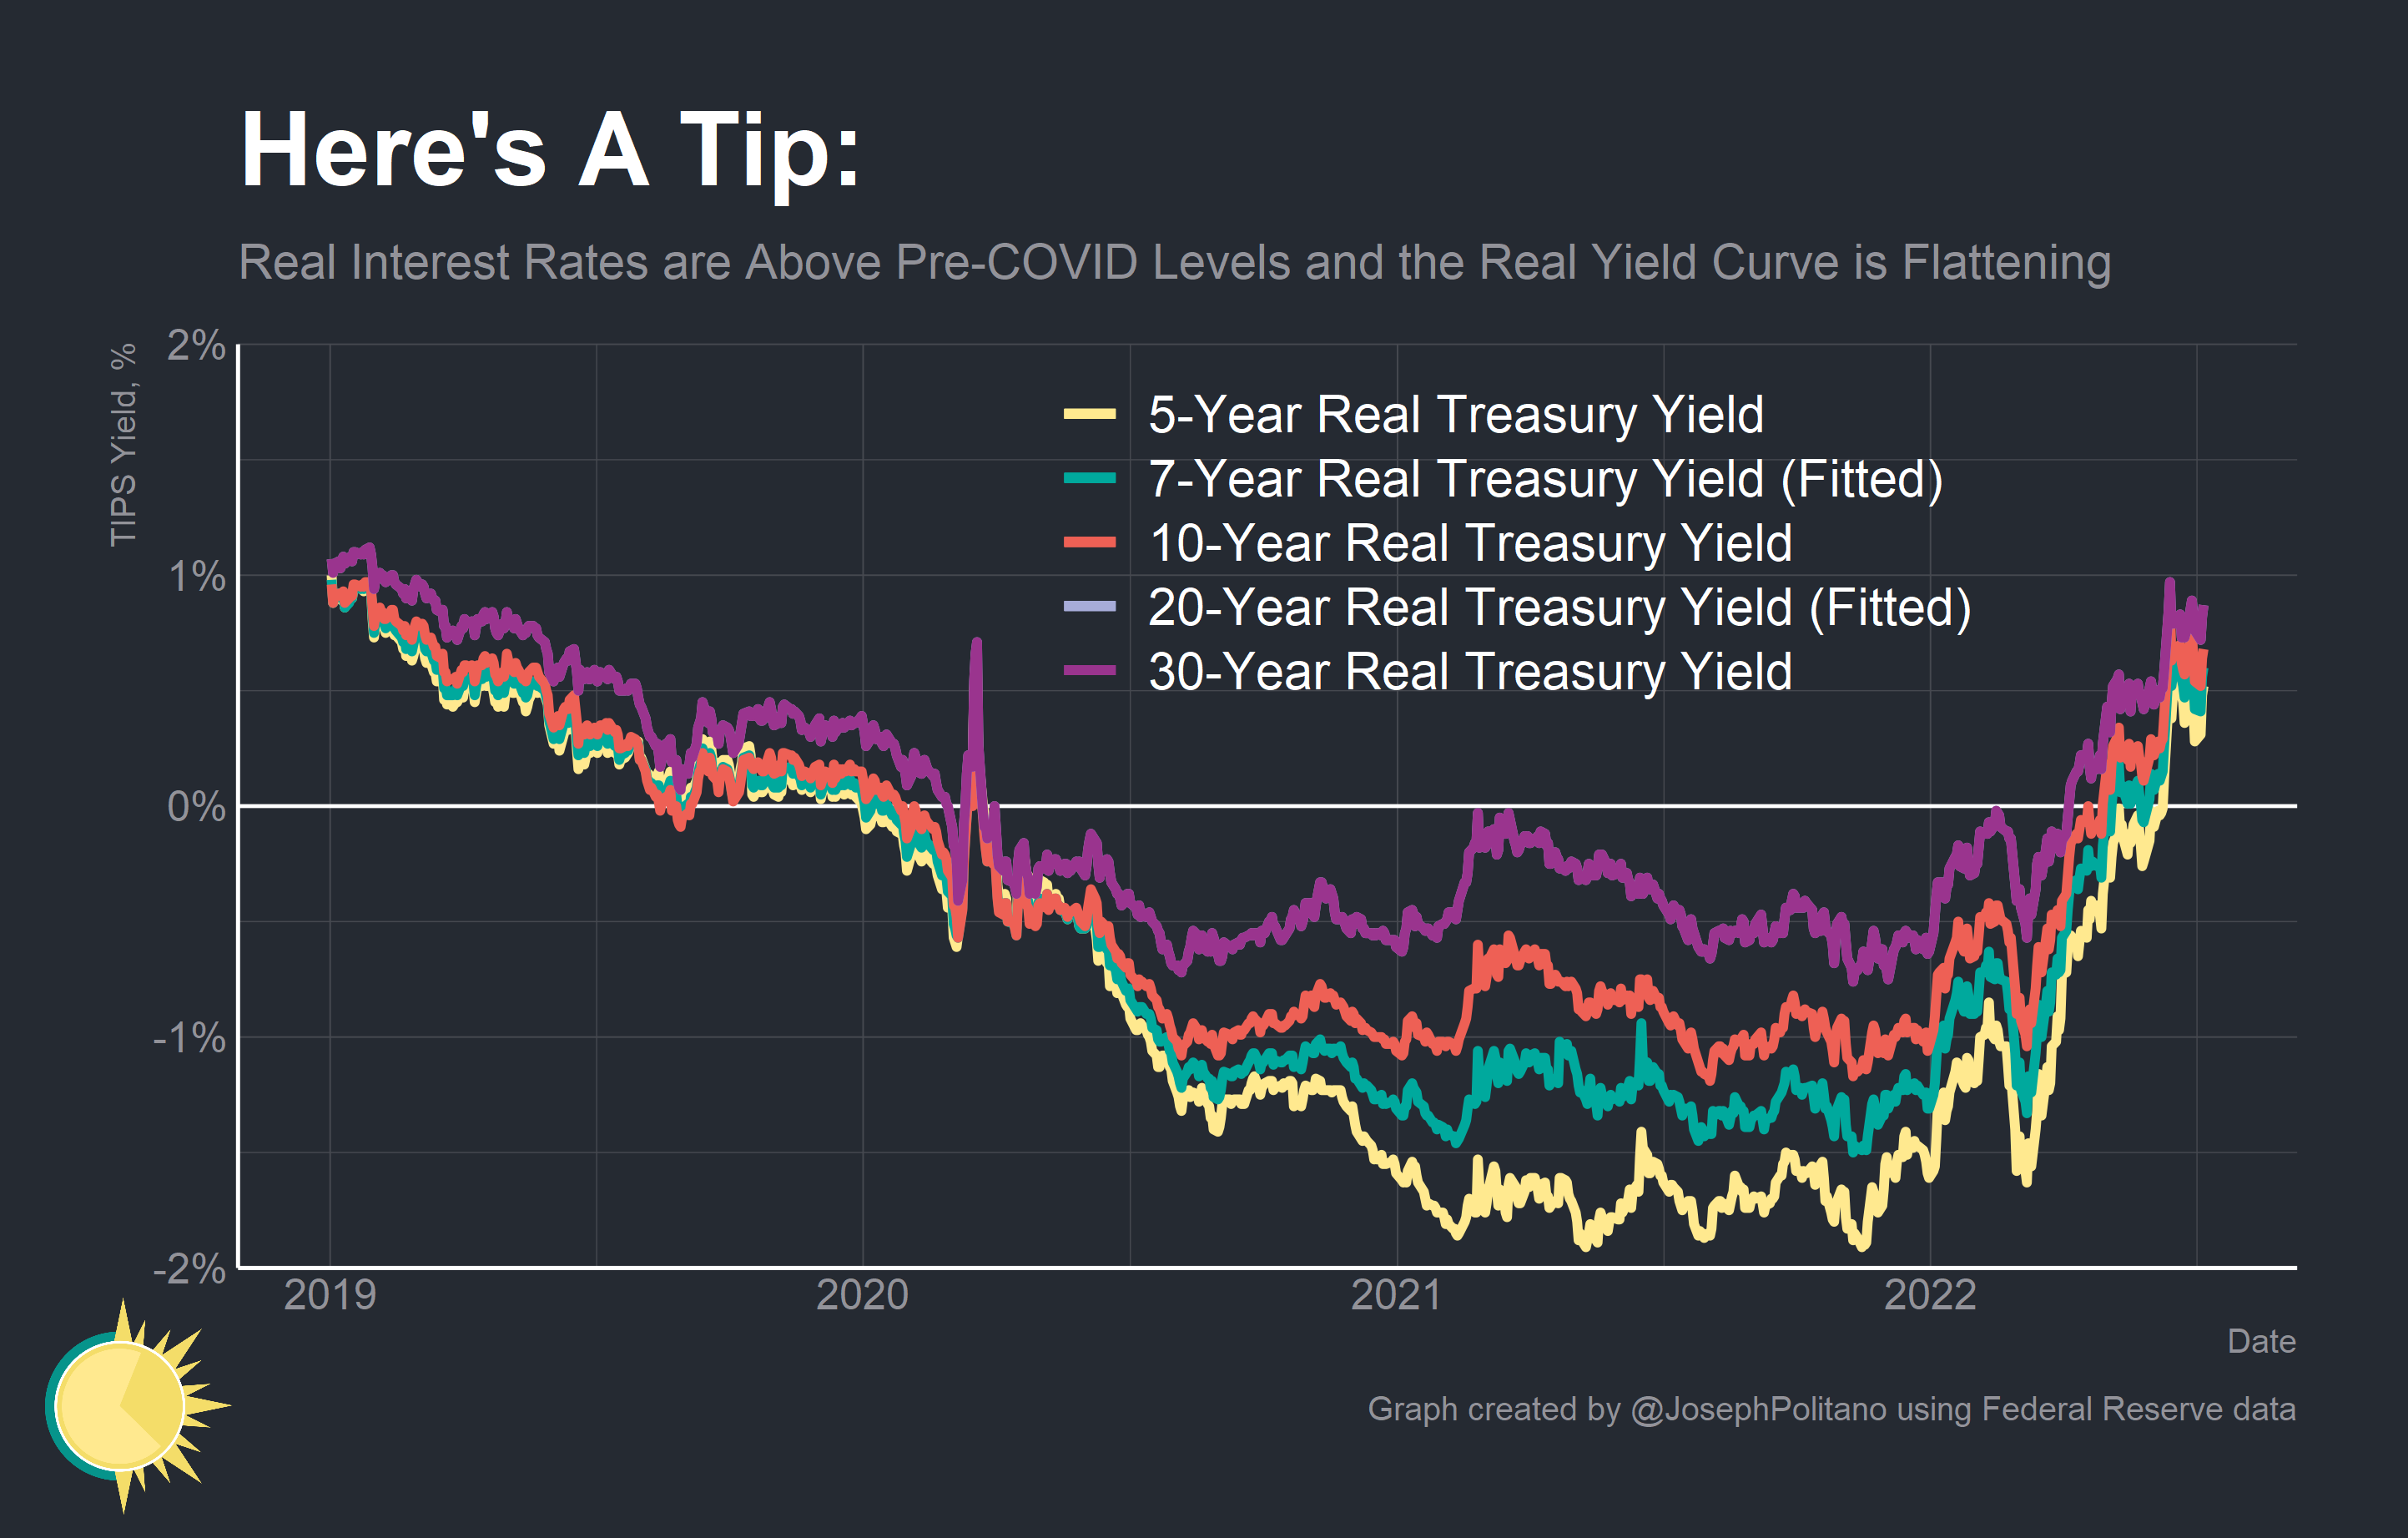 Here's A Tip:
Real Interest Rates are Above Pre-COVID Levels and the Real Yield Curve is Flattening
TIPS Yield, %
2%
1%
0%
-1%
-2%
5-Year Real Treasury Yield
7-Year Real Treasury Yield (Fitted)
10-Year Real Treasury Yield
20-Year Real Treasury Yield (Fitted)
30-Year Real Treasury Yield
2019 2020 2021 2022
Date
Graph created by @JosephPolitano using Federal Reserve data